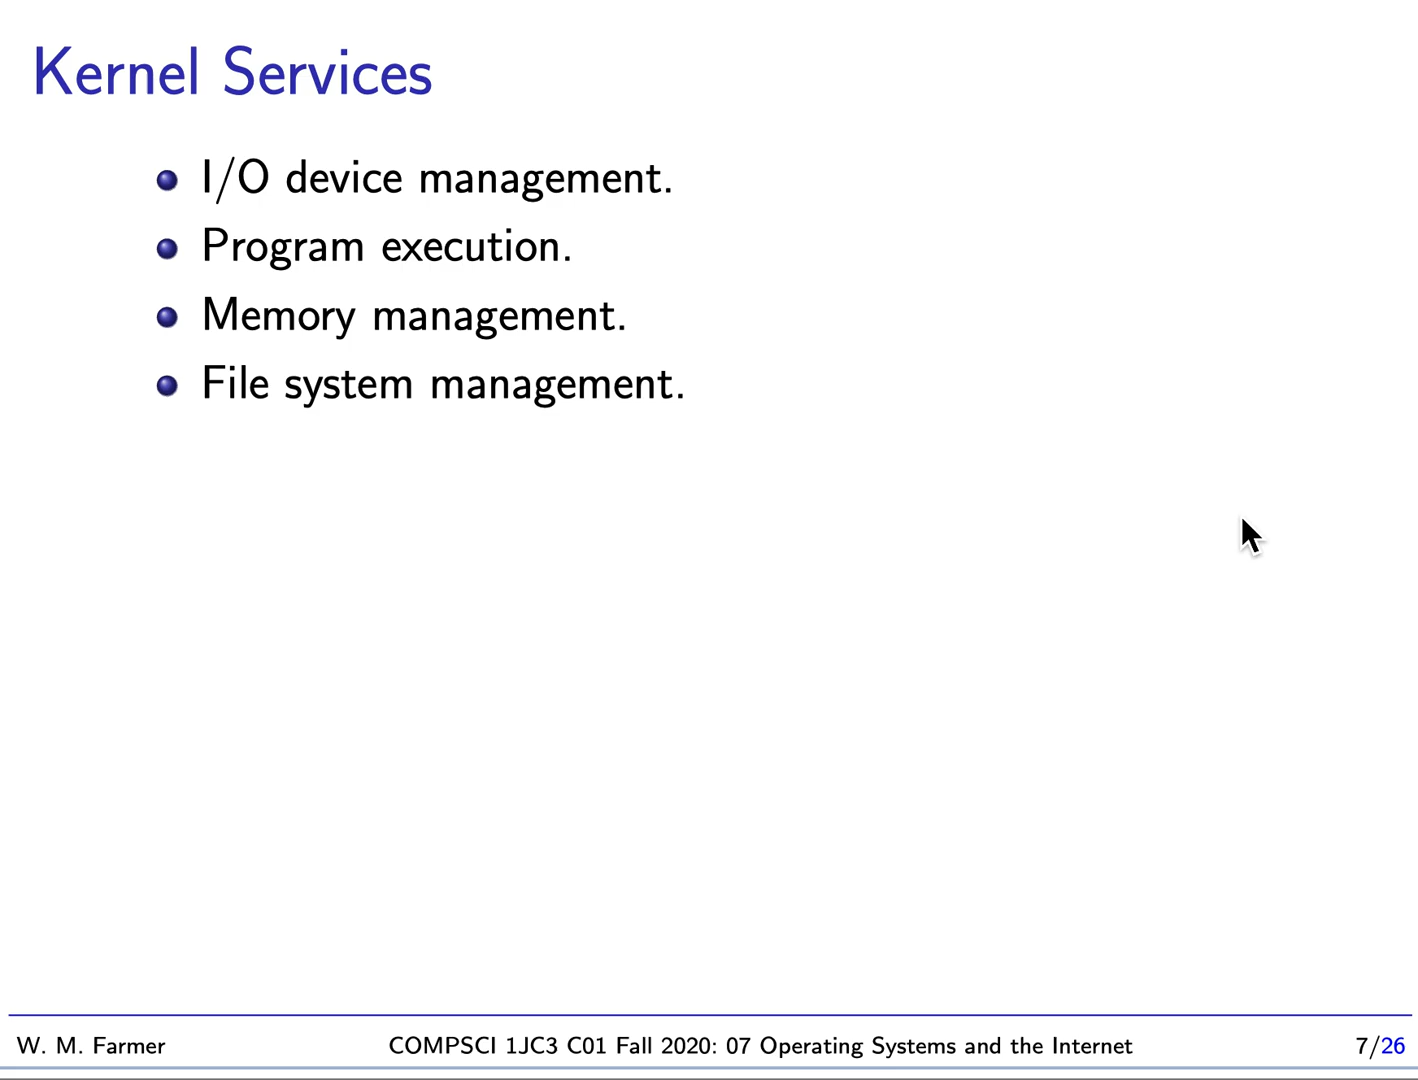 Kernel Services
I/O device management.
Program execution.
Memory management.
File system management.
W. M. Farmer
COMPSCI 1JC3 C01 Fall 2020: 07 Operating Systems and the Internet
7/26